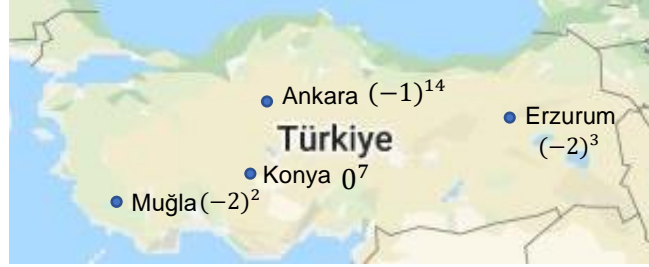 Ankara (−1)¹⁴
Erzurum
(−2)³
Türkiye
Konya 0⁷
Muğla(−2)²